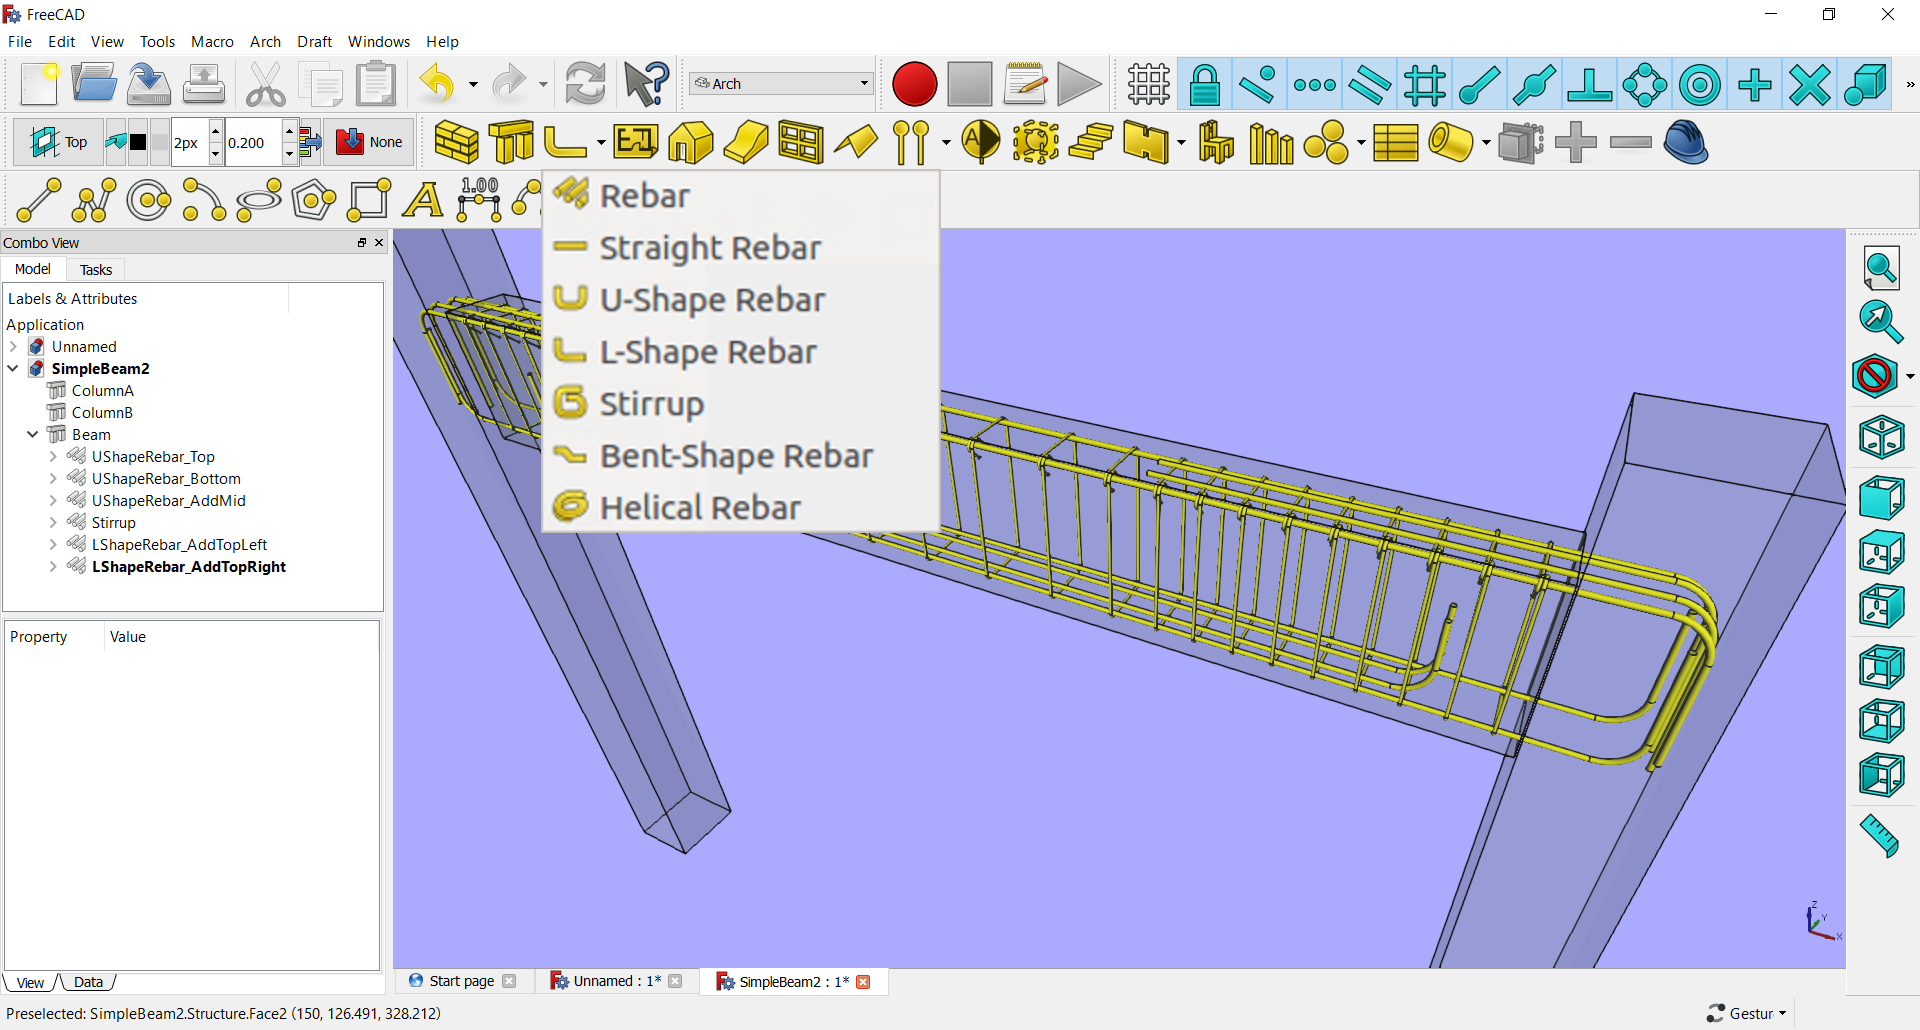 FreeCAD
File Edit View Tools Macro Arch Draft Windows Help
Arch
»
Top 2px 0.200 None
A
A 1.00
Rebar
Straight Rebar
U-Shape Rebar
L-Shape Rebar
Stirrup
Bent-Shape Rebar
Helical Rebar
Combo View
Model Tasks
Labels & Attributes
Application
Unnamed
SimpleBeam2
ColumnA
ColumnB
Beam
UShapeRebar_Top
UShapeRebar_Bottom
UShapeRebar_AddMid
Stirrup
LShapeRebar_AddTopLeft
LShapeRebar_AddTopRight
Property Value
View Data
Z
Y
X
Start page Unnamed : 1* SimpleBeam2 : 1*
Preselected: SimpleBeam2.Structure.Face2 (150, 126.491, 328.212) Gestur